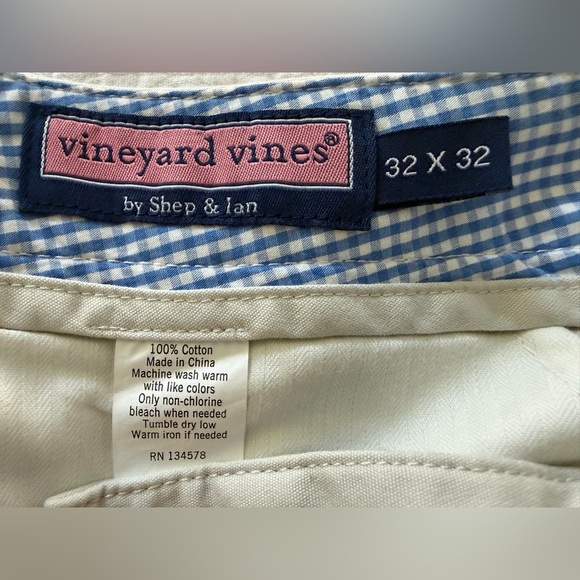 vineyard vines®
by Shep & Ian
32 X 32
100% Cotton
Made in China
Machine wash warm
with like colors
Only non-chlorine
bleach when needed
Tumble dry low
Warm iron if needed
RN 134578